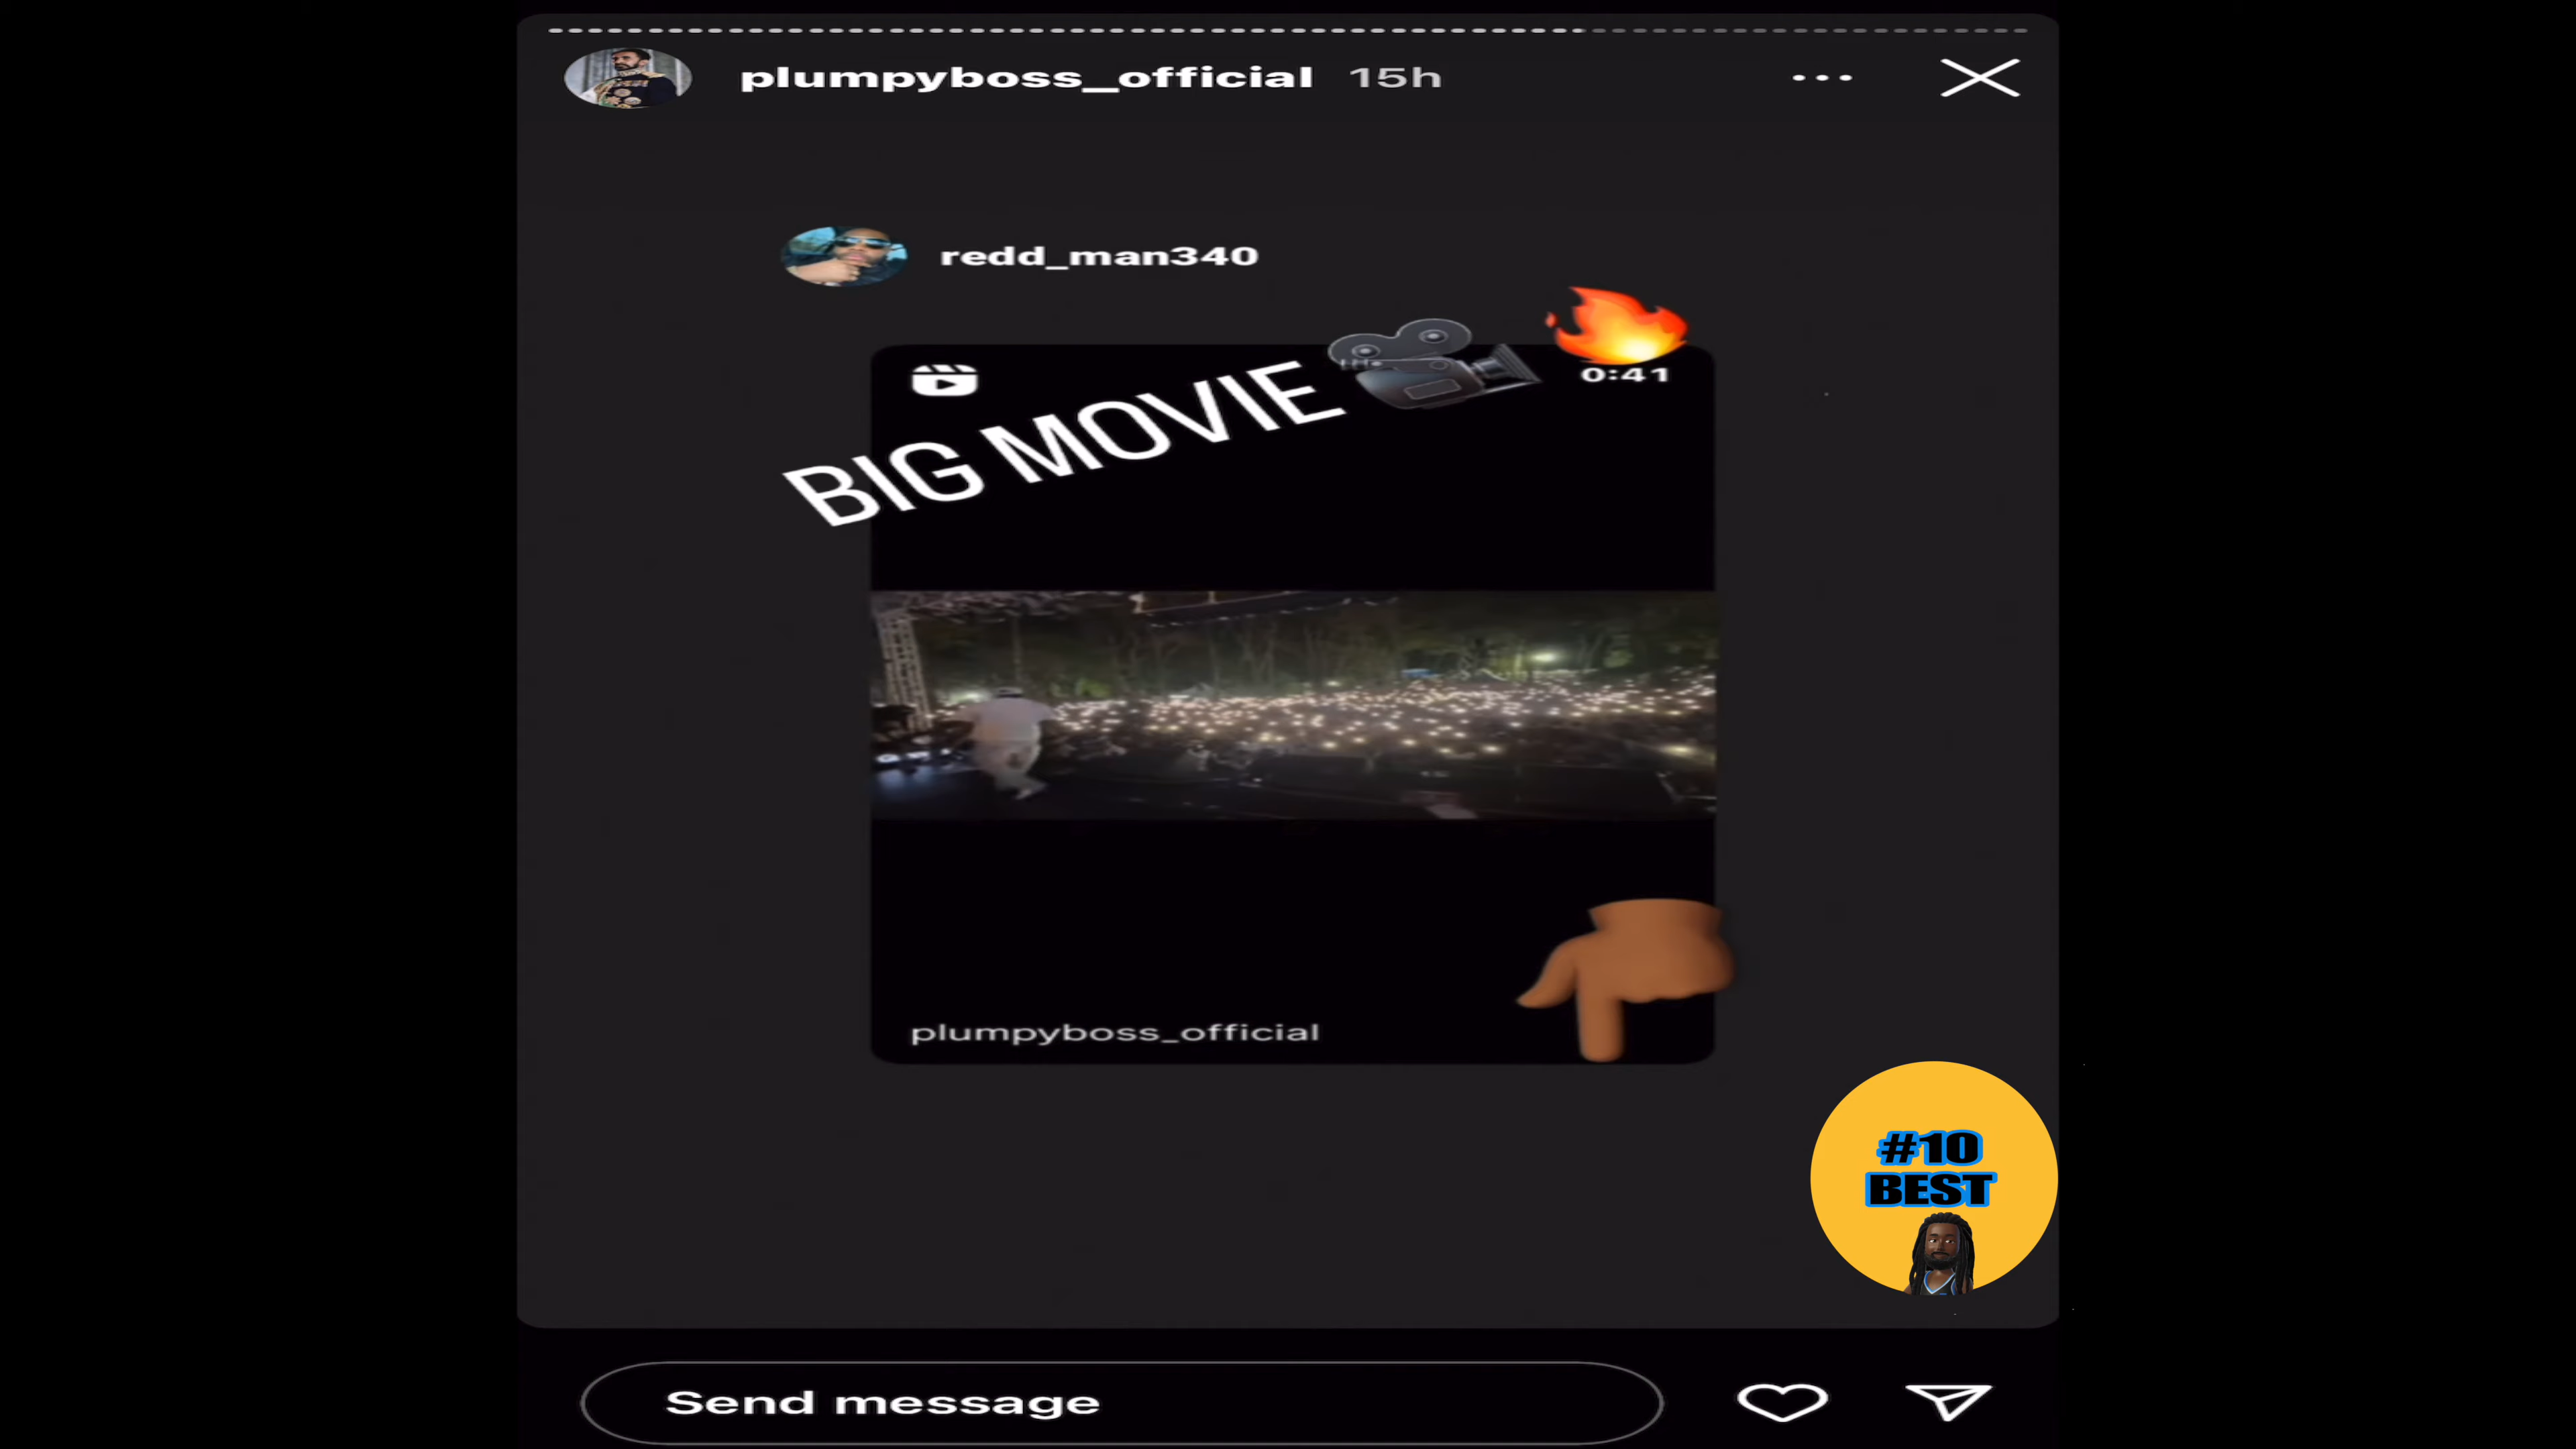 plumpyboss_official 15h
redd_man340
0:41
BIG MOVIE
plumpyboss_official
#10
BEST
Send message